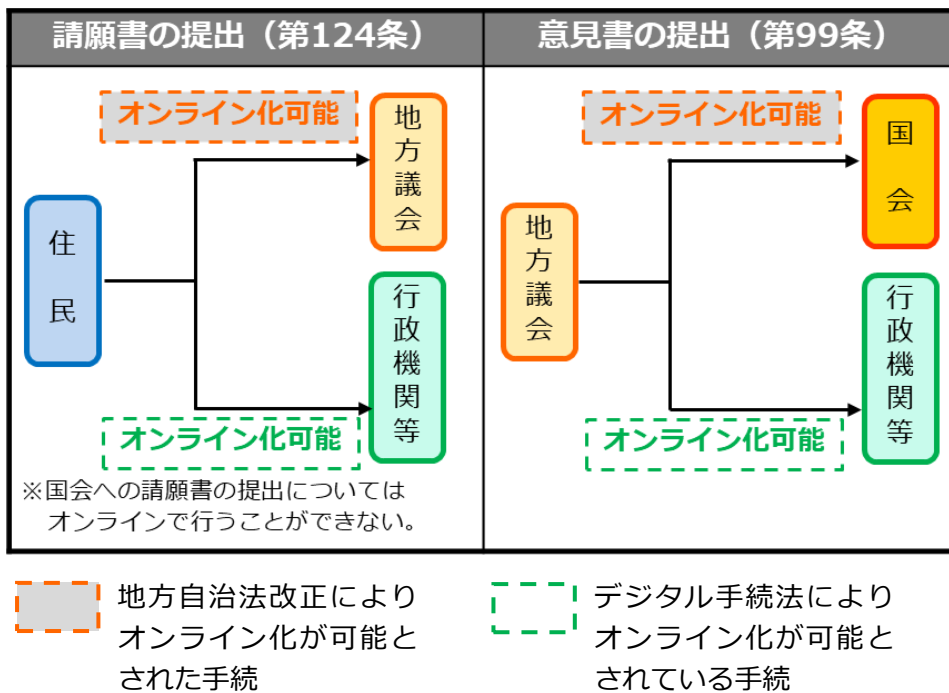 請願書の提出（第124条）
オンライン化可能
地方議会
住民
行政機関等
オンライン化可能
※国会への請願書の提出については
オンラインで行うことができない。
意見書の提出（第99条）
オンライン化可能
国会
地方議会
行政機関等
オンライン化可能
地方自治法改正により
オンライン化が可能と
された手続
デジタル手続法により
オンライン化が可能と
されている手続